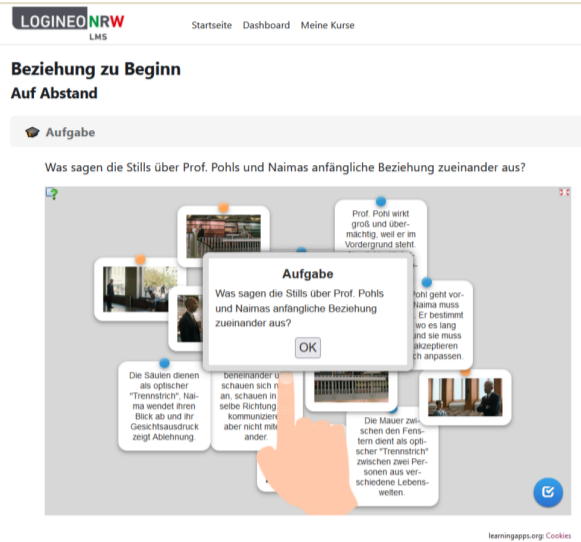 LOGINEO NRW
LMS
Startseite Dashboard Meine Kurse
Beziehung zu Beginn
Auf Abstand
Aufgabe
Was sagen die Stills über Prof. Pohls und Naimas anfängliche Beziehung zueinander aus?
?
Prof. Pohl wirkt
groß und über-
mächtig, weil er im
Vordergrund steht.
Aufgabe
Was sagen die Stills über Prof. Pohls
und Naimas anfängliche Beziehung
zueinander aus?
OK
Pohl geht vor-
Naima muss
Er bestimmt
wo es lang
und sie muss
akzeptieren
ch anpassen.
Die Säulen dienen
als optischer
"Trennstrich". Nai-
ma wendet ihren
Blick ab und ihr
Gesichtsausdruck
zeigt Ablehnung.
beneinander u
schauen sich n
an, schauen in
selbe Richtung
kommuniziere
aber nicht mite
ander.
Die Mauer zwi-
schen den Fens-
tern dient als opti-
scher "Trennstrich"
zwischen zwei Per-
sonen aus ver-
schiedene Lebens-
welten.
learningapps.org: Cookies